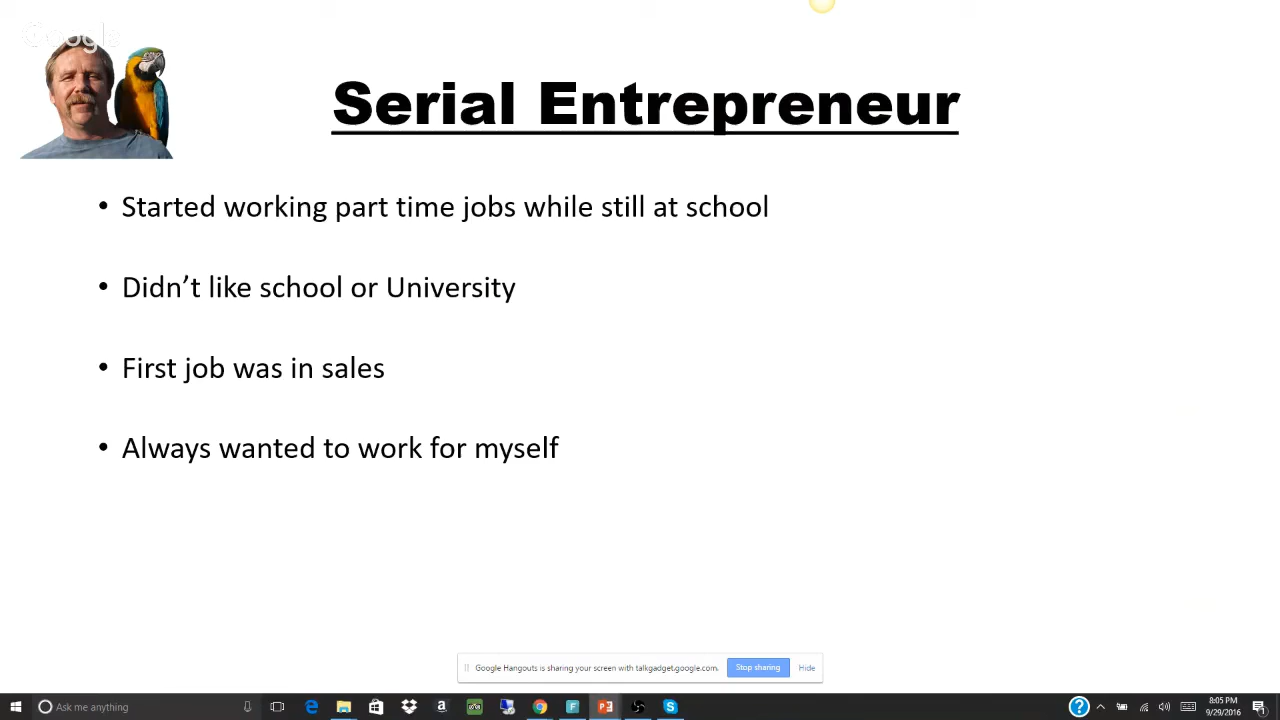 Google
Serial Entrepreneur
• Started working part time jobs while still at school
• Didn’t like school or University
• First job was in sales
• Always wanted to work for myself
Google Hangouts is sharing your screen with talkgadget.google.com.
Stop sharing
Hide
Ask me anything
8:05 PM
9/29/2016